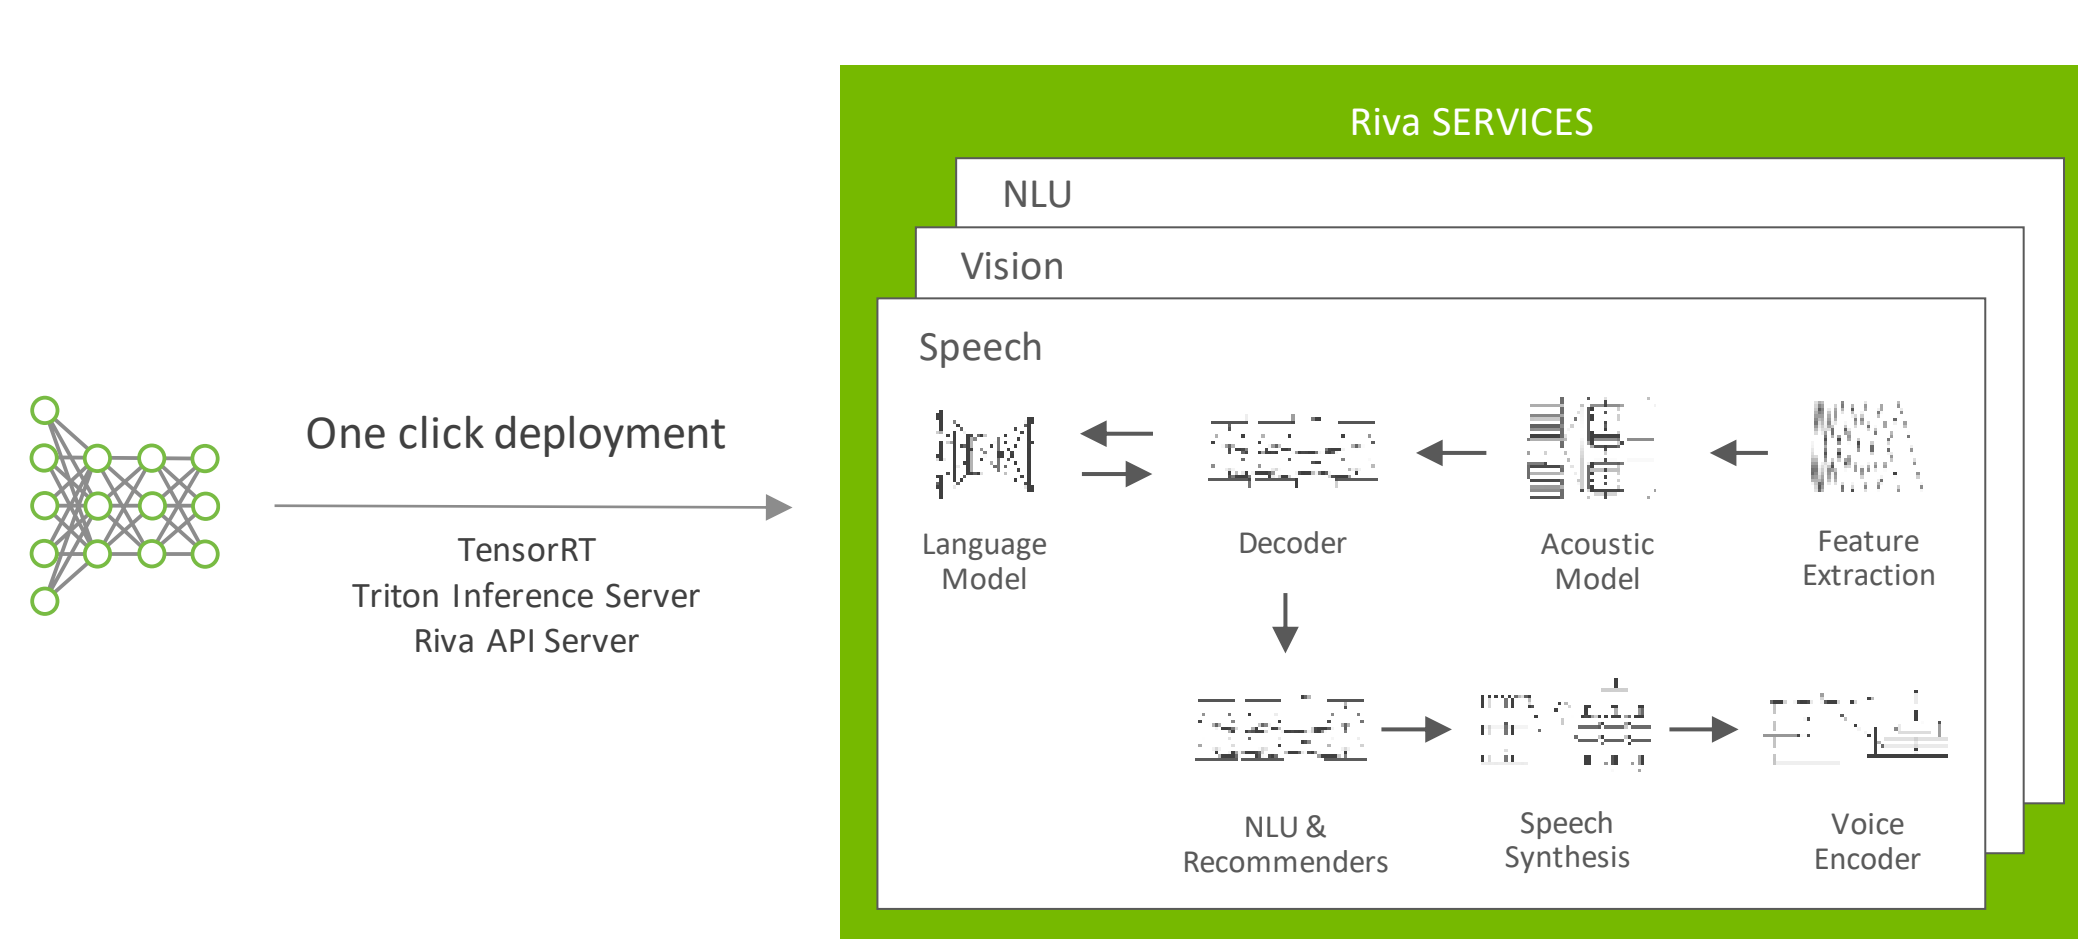 Riva SERVICES
NLU
Vision
Speech
One click deployment
TensorRT
Triton Inference Server
Riva API Server
Language
Model
Decoder
Acoustic
Model
Feature
Extraction
NLU &
Recommenders
Speech
Synthesis
Voice
Encoder